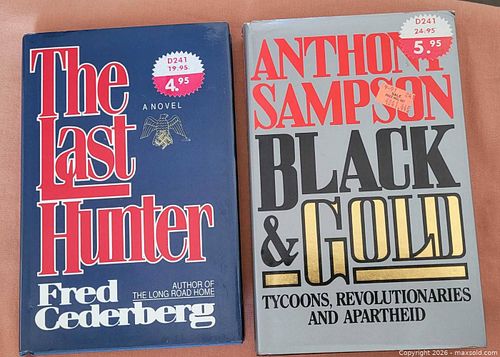 The
Last
Hunter
D241
19.95
4.95
A NOVEL
Fred
Cederberg
AUTHOR OF
THE LONG ROAD HOME
ANTHONY
SAMPSON
D241
24.95
5.95
SALE
BLACK
& GOLD
TYCOONS, REVOLUTIONARIES
AND APARTHEID
Copyright 2026 - maxsold.com